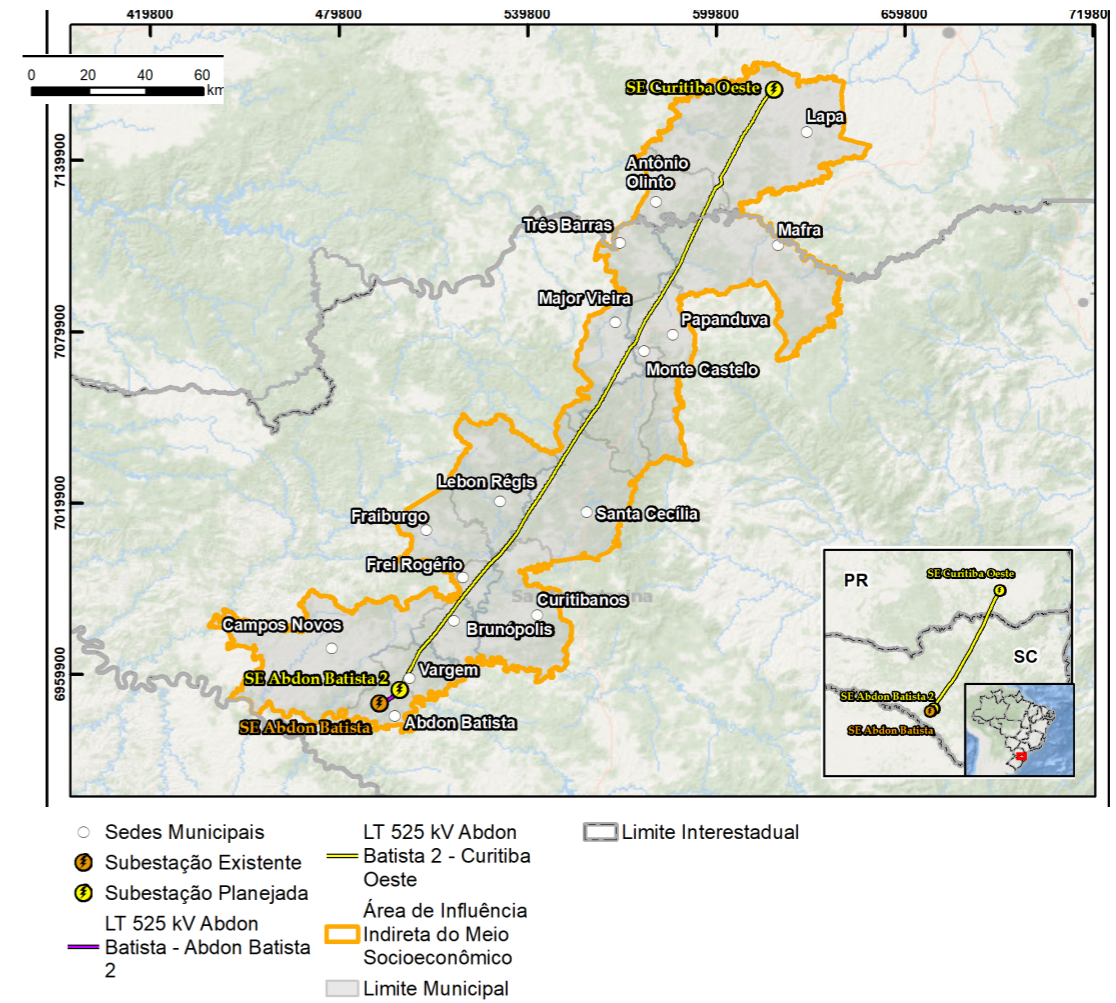 419800
479800
539800
599800
659800
719800
0 20 40 60
km
7139900
7079900
7019900
6959900
SE Curitiba Oeste
Lapa
Antônio
Olinto
Três Barras
Mafra
Major Vieira
Papanduva
Monte Castelo
Lebon Régis
Fraiburgo
Santa Cecília
Frei Rogério
Curitibanos
Campos Novos
Brunópolis
Vargem
SE Abdon Batista 2
SE Abdon Batista
Abdon Batista
PR
SE Curitiba Oeste
SC
SE Abdon Batista 2
SE Abdon Batista
Sedes Municipais
Subestação Existente
Subestação Planejada
LT 525 kV Abdon
Batista - Abdon Batista
2
LT 525 kV Abdon
Batista 2 - Curitiba
Oeste
Área de Influência
Indireta do Meio
Socioeconômico
Limite Municipal
Limite Interestadual